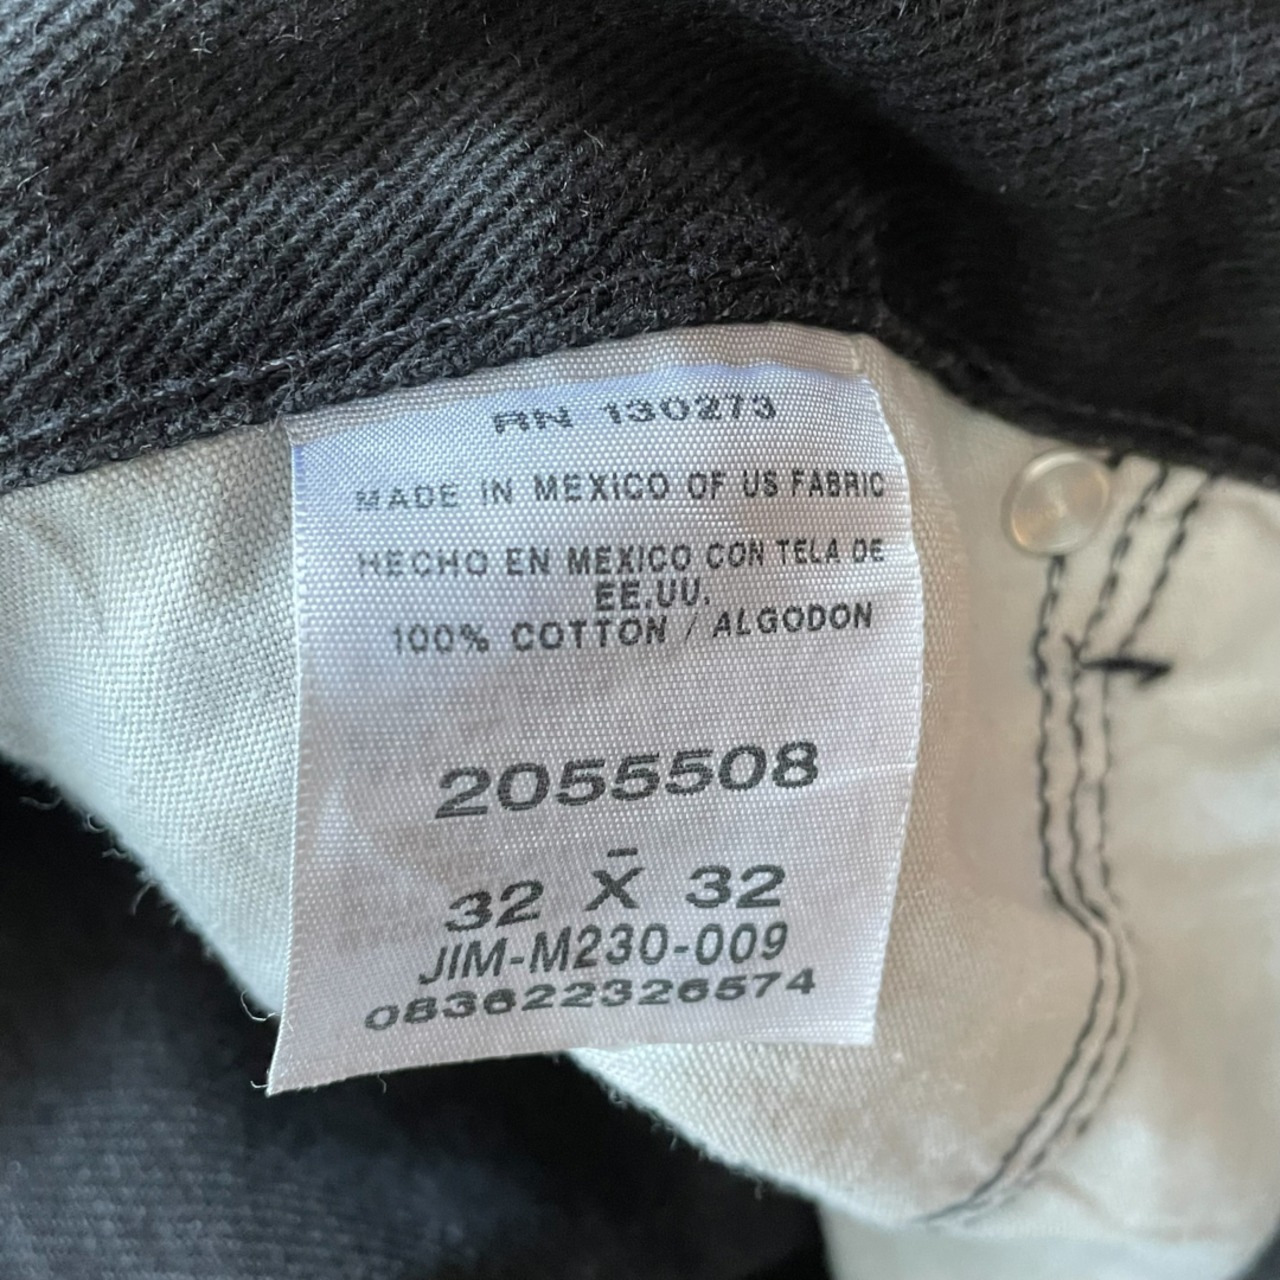 RN 130273
MADE IN MEXICO OF US FABRIC
HECHO EN MEXICO CON TELA DE
EE.UU.
100% COTTON / ALGODON
2055508
32 X 32
JIM-M230-009
083622326574